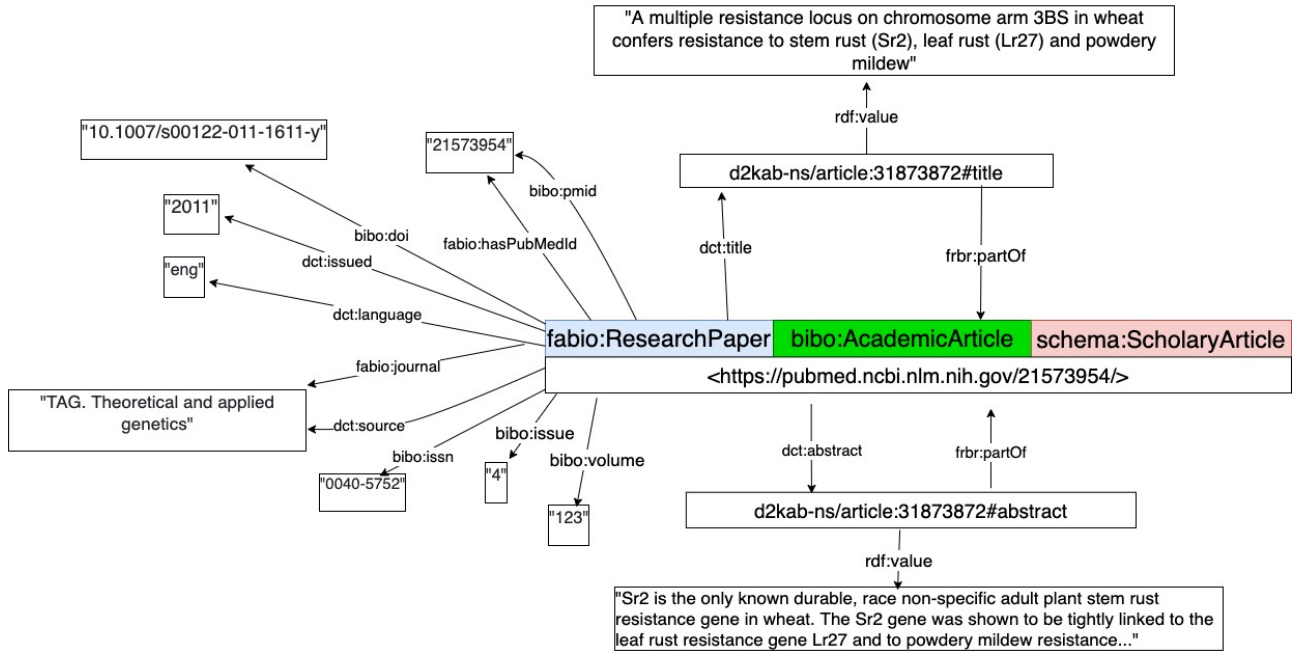 "A multiple resistance locus on chromosome arm 3BS in wheat
confers resistance to stem rust (Sr2), leaf rust (Lr27) and powdery
mildew"
rdf:value
"10.1007/s00122-011-1611-y"
"21573954"
d2kab-ns/article:31873872#title
bibo:pmid
"2011"
bibo:doi
fabio:hasPubMedId
dct:title
frbr:partOf
dct:issued
"eng"
dct:language
fabio:ResearchPaper
bibo:AcademicArticle
schema:ScholaryArticle
fabio:journal
<https://pubmed.ncbi.nlm.nih.gov/21573954/>
"TAG. Theoretical and applied
genetics"
dct:source
bibo:issue
bibo:issn
bibo:volume
dct:abstract
frbr:partOf
"0040-5752"
"4"
"123"
d2kab-ns/article:31873872#abstract
rdf:value
"Sr2 is the only known durable, race non-specific adult plant stem rust
resistance gene in wheat. The Sr2 gene was shown to be tightly linked to the
leaf rust resistance gene Lr27 and to powdery mildew resistance..."